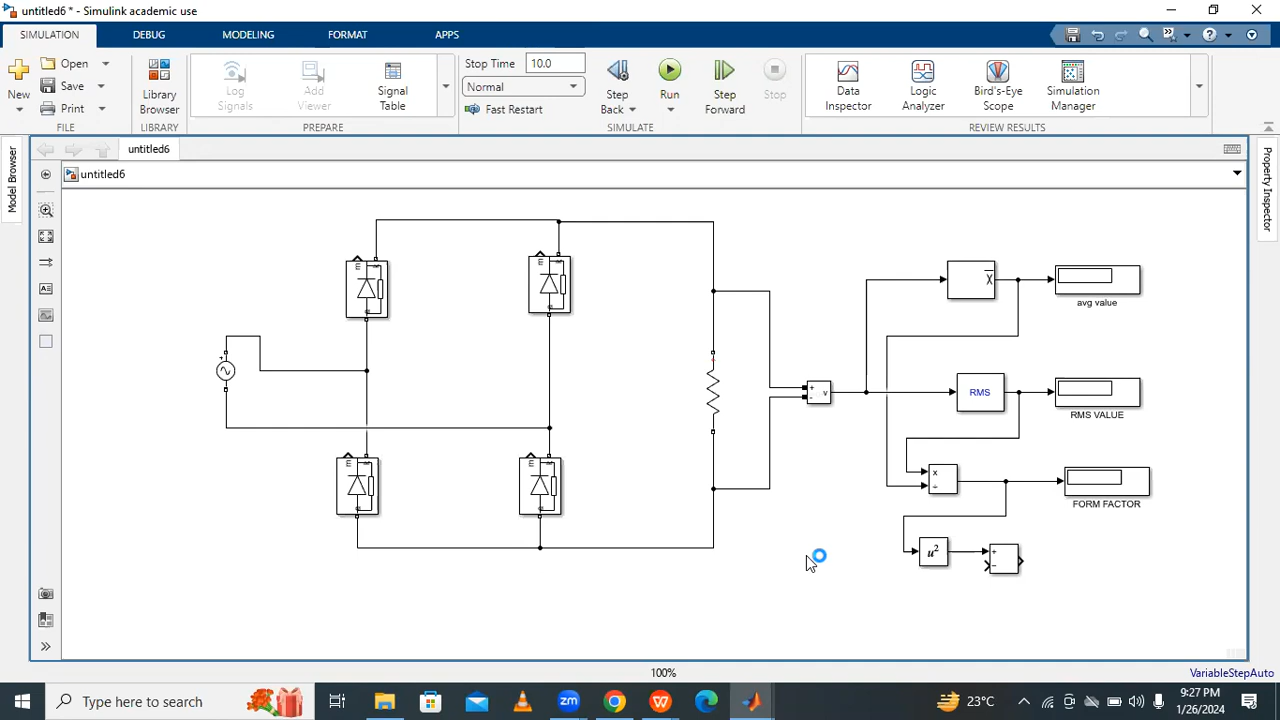 untitled6 * - Simulink academic use
SIMULATION DEBUG MODELING FORMAT APPS
New
Open
Save
Print
FILE
Library Browser
LIBRARY
Log Signals
Add Viewer
Signal Table
PREPARE
Stop Time 10.0
Normal
Fast Restart
Step Back
Run
Step Forward
Stop
SIMULATE
Data Inspector
Logic Analyzer
Bird's-Eye Scope
Simulation Manager
REVIEW RESULTS
Model Browser
untitled6
untitled6
Property Inspector
avg value
RMS
RMS VALUE
FORM FACTOR
v
u²
m
m
m
m
X
x
÷
+
-
+
-
+
100%
VariableStepAuto
Type here to search
23°C
9:27 PM
1/26/2024